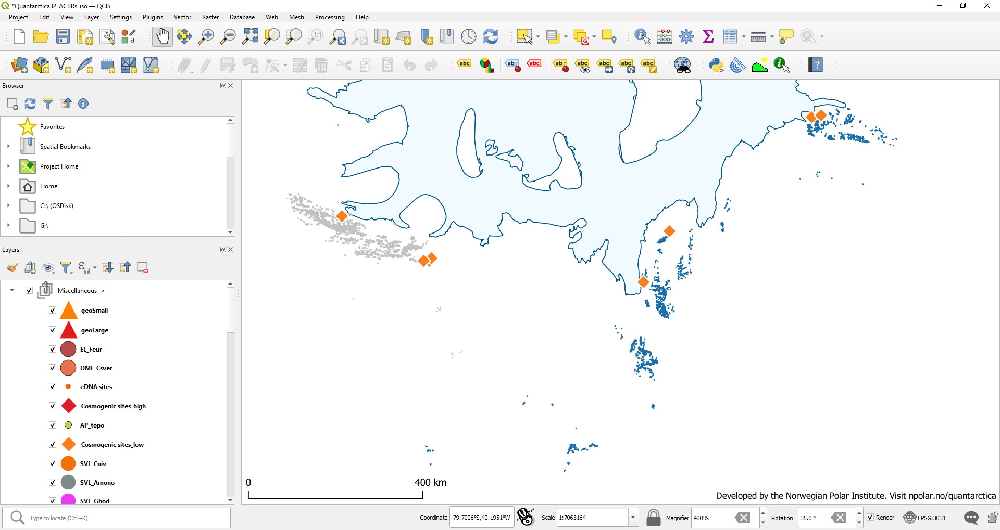 *Quantarctica32_ACBRs_iso — QGIS
Project Edit View Layer Settings Plugins Vector Raster Database Web Mesh Processing Help
Browser
Favorites
Spatial Bookmarks
Project Home
Home
C:\ (OSDisk)
G:\
Layers
Miscellaneous ->
geoSmall
geoLarge
EL_Feur
DML_Csver
eDNA sites
Cosmogenic sites_high
AP_topo
Cosmogenic sites_low
SVL_Cniv
SVL_Amono
SVL_Ghod
0 400 km
Developed by the Norwegian Polar Institute. Visit npolar.no/quantarctica
Type to locate (Ctrl+K) Coordinate 79.7006°S,40.1951°W Scale 1:7063164 Magnifier 400% Rotation 35.0 ° Render EPSG:3031